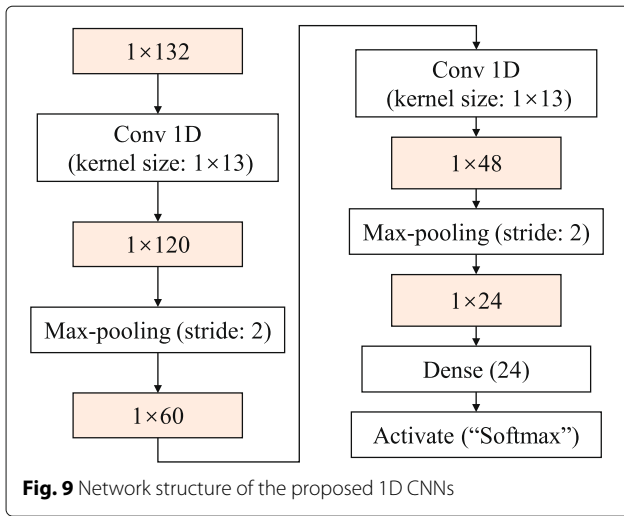 1×132
Conv 1D
(kernel size: 1×13)
1×120
Max-pooling (stride: 2)
1×60
Conv 1D
(kernel size: 1×13)
1×48
Max-pooling (stride: 2)
1×24
Dense (24)
Activate (“Softmax”)
Fig. 9 Network structure of the proposed 1D CNNs